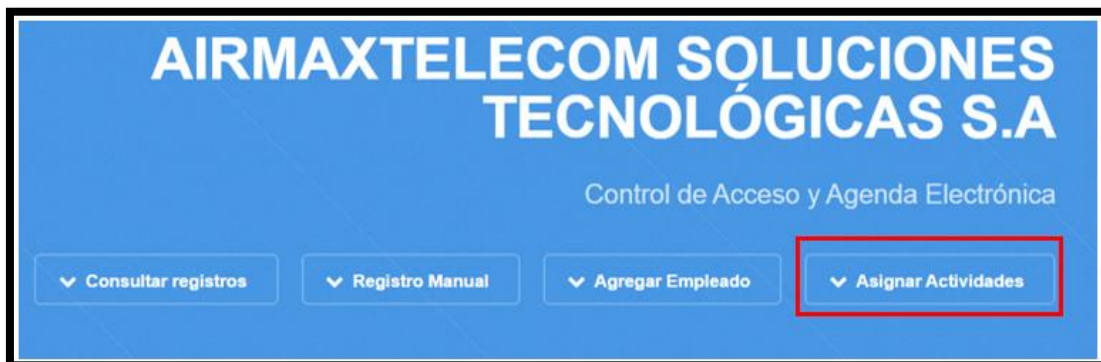 AIRMAXTELECOM SOLUCIONES
TECNOLÓGICAS S.A
Control de Acceso y Agenda Electrónica
Consultar registros
Registro Manual
Agregar Empleado
Asignar Actividades